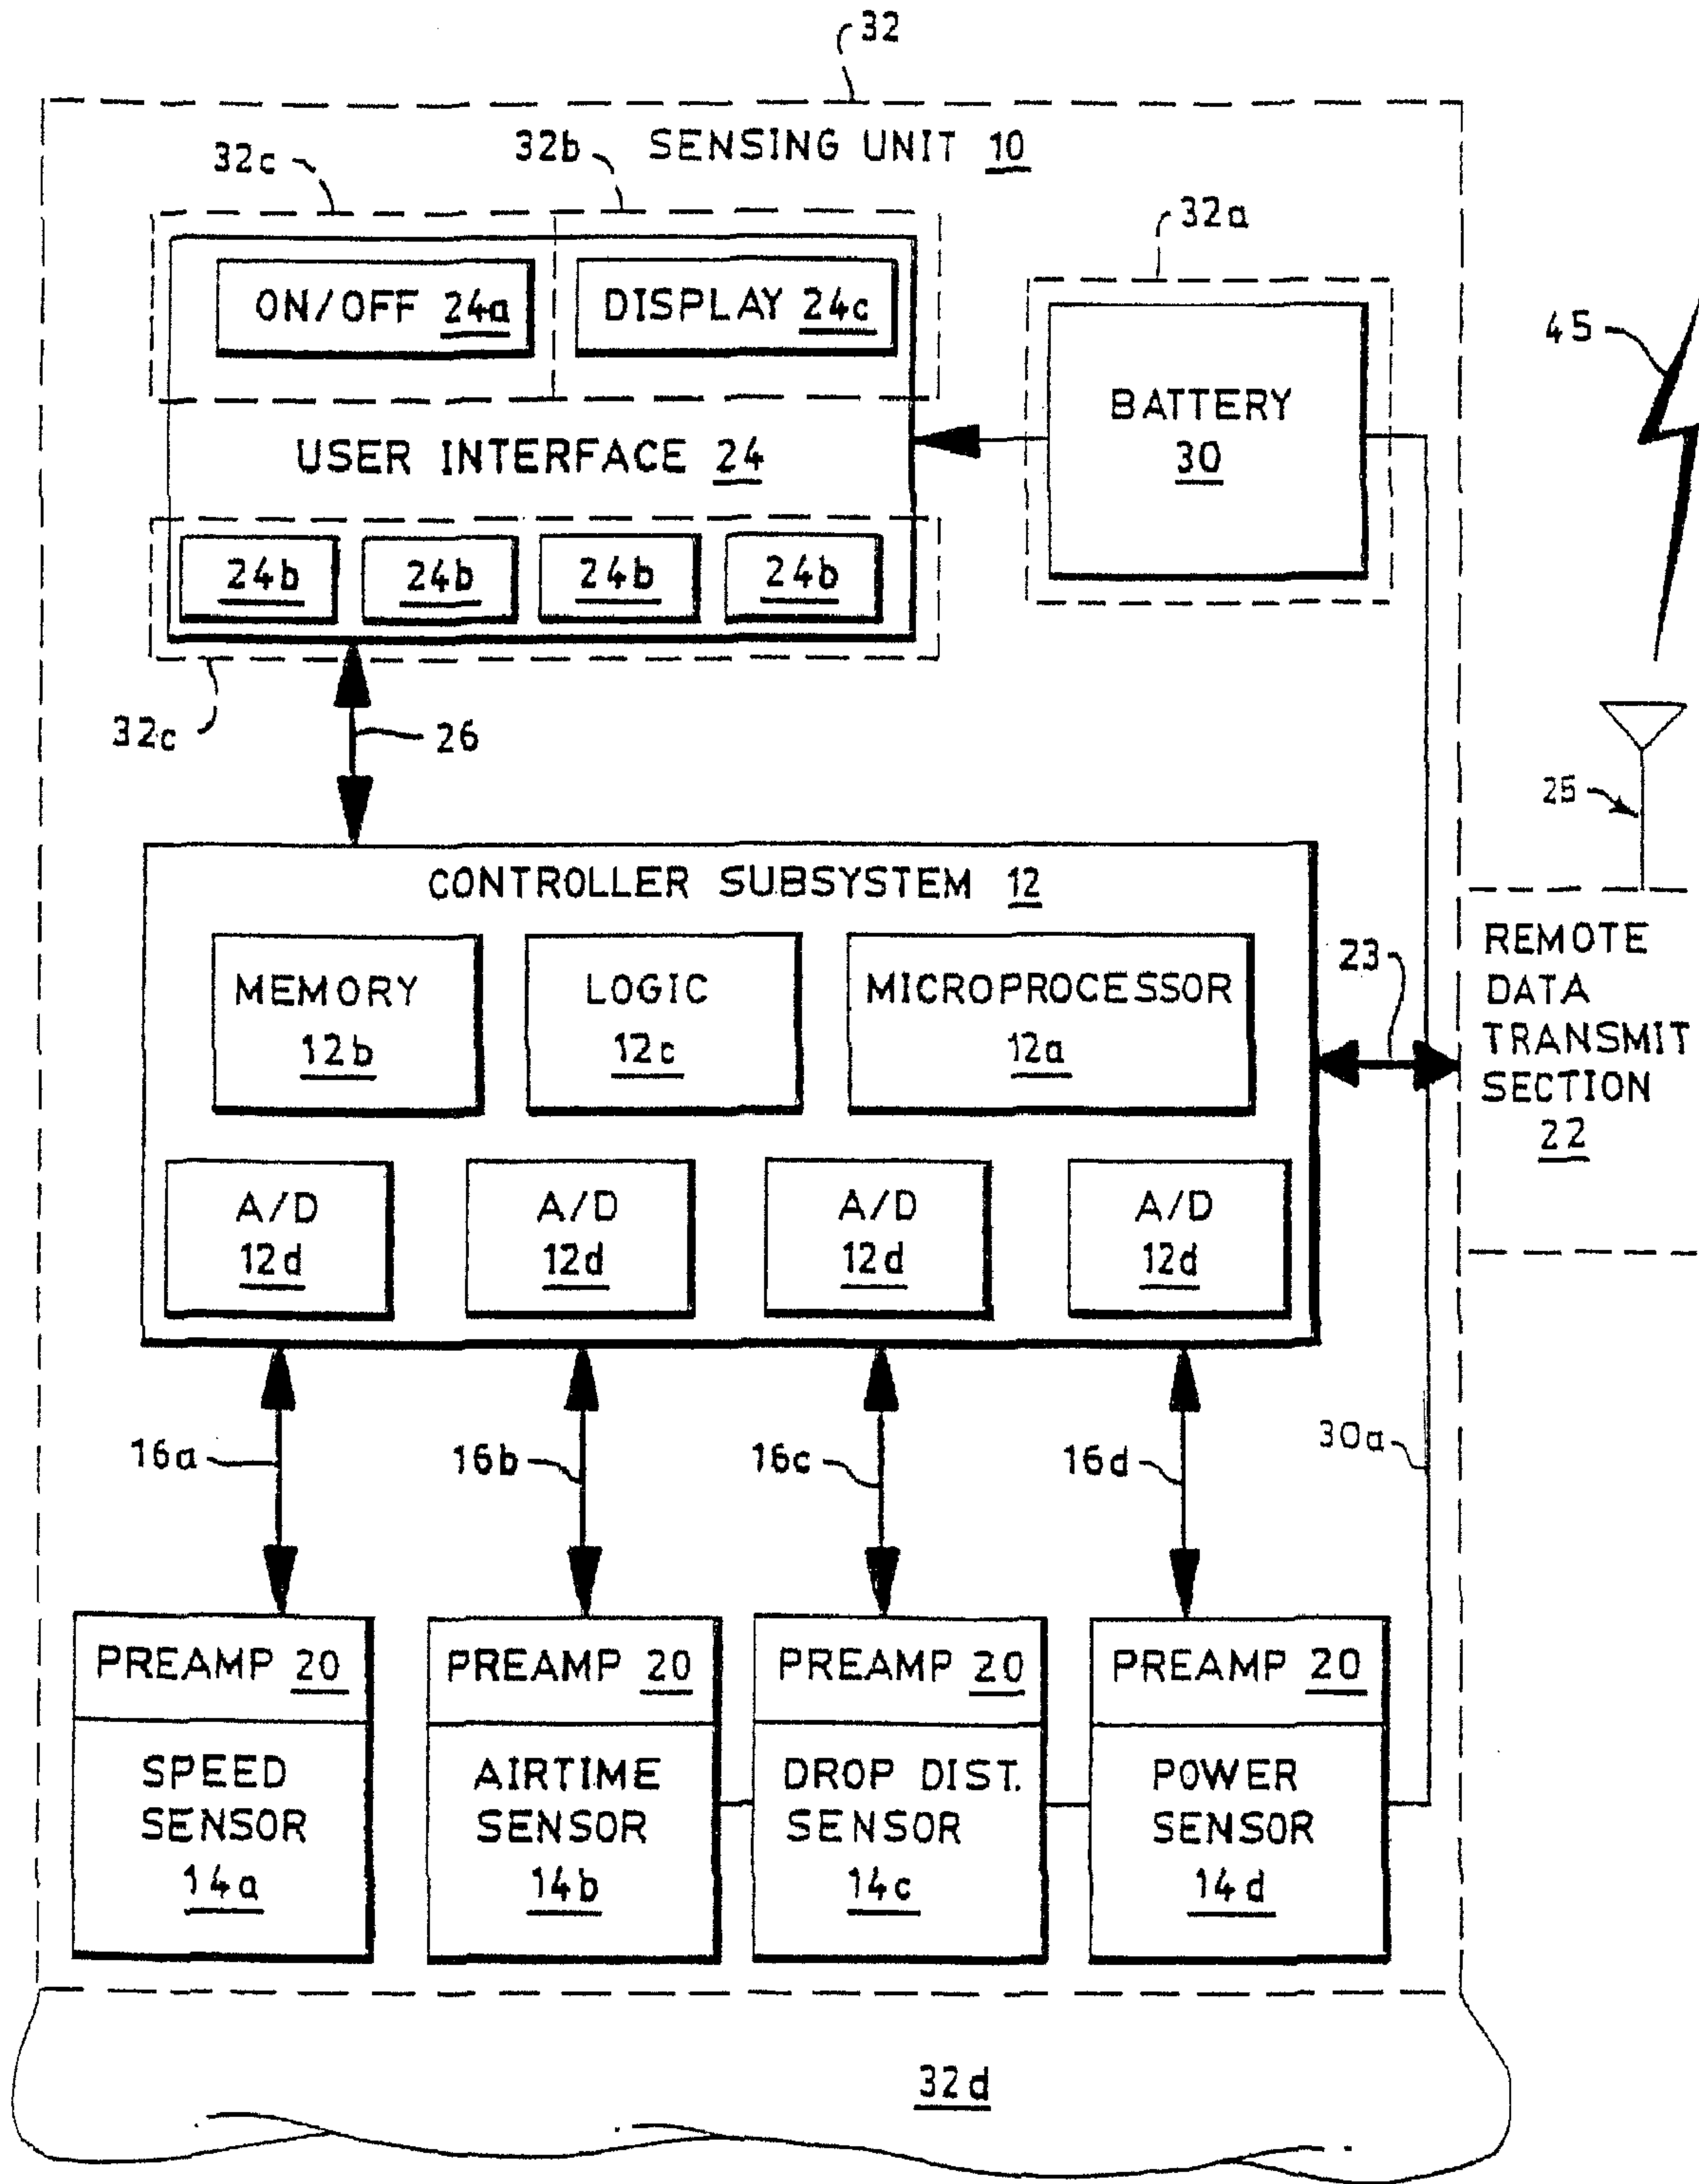 32
SENSING UNIT 10
32c
32b
32a
ON/OFF 24a
DISPLAY 24c
45
BATTERY
30
USER INTERFACE 24
24b 24b 24b 24b
32c
26
25
CONTROLLER SUBSYSTEM 12
MEMORY
12b
LOGIC
12c
MICROPROCESSOR
12a
23
REMOTE
DATA
TRANSMIT
SECTION
22
A/D
12d
A/D
12d
A/D
12d
A/D
12d
16a
16b
16c
16d
30a
PREAMP 20
SPEED
SENSOR
14a
PREAMP 20
AIRTIME
SENSOR
14b
PREAMP 20
DROP DIST.
SENSOR
14c
PREAMP 20
POWER
SENSOR
14d
32d